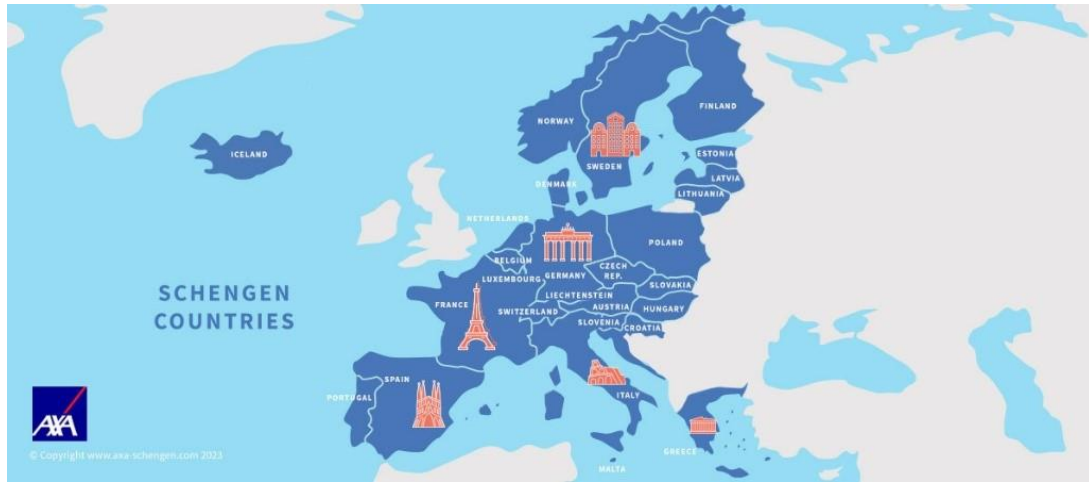 NORWAY
FINLAND
SWEDEN
ICELAND
ESTONIA
LATVIA
LITHUANIA
DENMARK
NETHERLANDS
POLAND
BELGIUM
LUXEMBOURG
GERMANY
CZECH
REP.
SLOVAKIA
LIECHTENSTEIN
FRANCE
SWITZERLAND
AUSTRIA
HUNGARY
SLOVENIA
CROATIA
SCHENGEN
COUNTRIES
SPAIN
PORTUGAL
ITALY
GREECE
MALTA
AXA
© Copyright www.axa-schengen.com 2023